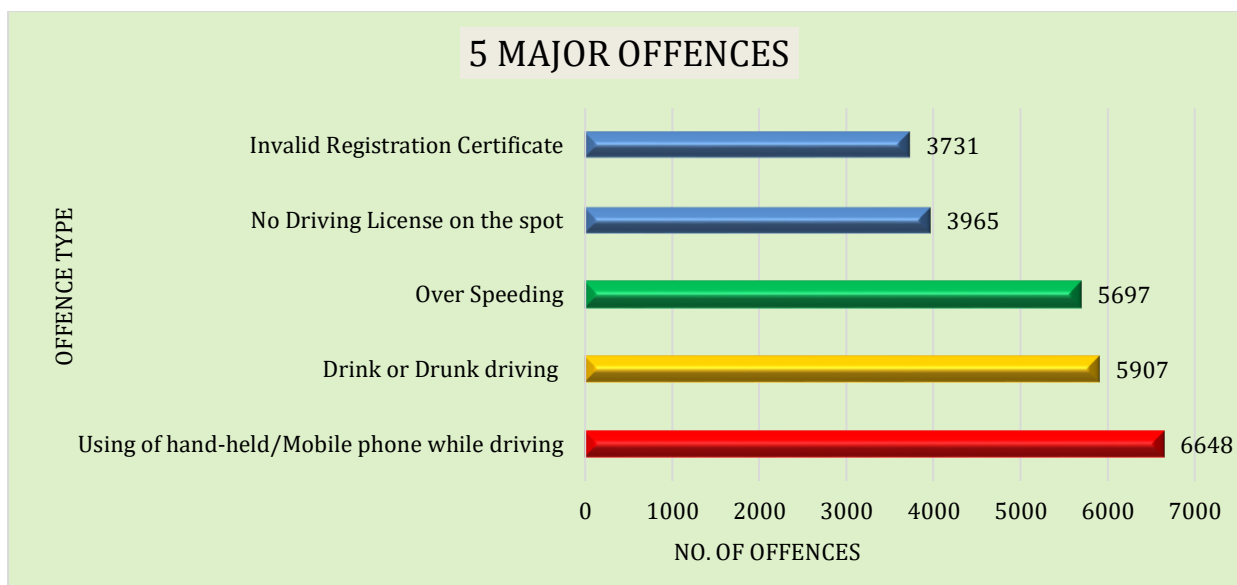 5 MAJOR OFFENCES
OFFENCE TYPE
Invalid Registration Certificate 3731
No Driving License on the spot 3965
Over Speeding 5697
Drink or Drunk driving 5907
Using of hand-held/Mobile phone while driving 6648
0 1000 2000 3000 4000 5000 6000 7000
NO. OF OFFENCES